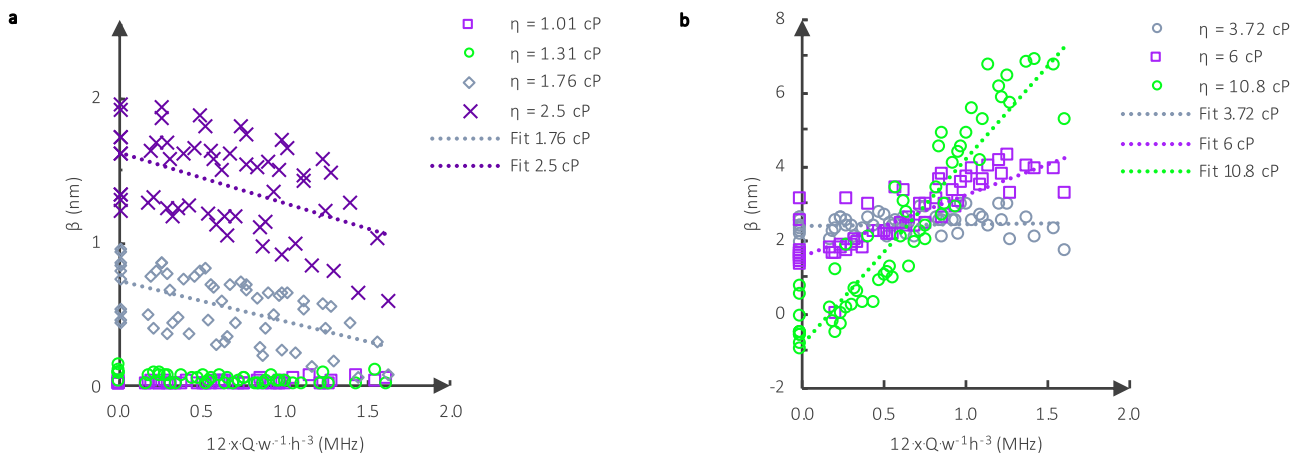 a
η = 1.01 cP
η = 1.31 cP
η = 1.76 cP
η = 2.5 cP
Fit 1.76 cP
Fit 2.5 cP
β (nm)
2
1
0
0.0 0.5 1.0 1.5 2.0
12·x·Q·w⁻¹·h⁻³ (MHz)
b
η = 3.72 cP
η = 6 cP
η = 10.8 cP
Fit 3.72 cP
Fit 6 cP
Fit 10.8 cP
β (nm)
8
6
4
2
0
-2
0.0 0.5 1.0 1.5 2.0
12·x·Q·w⁻¹·h⁻³ (MHz)